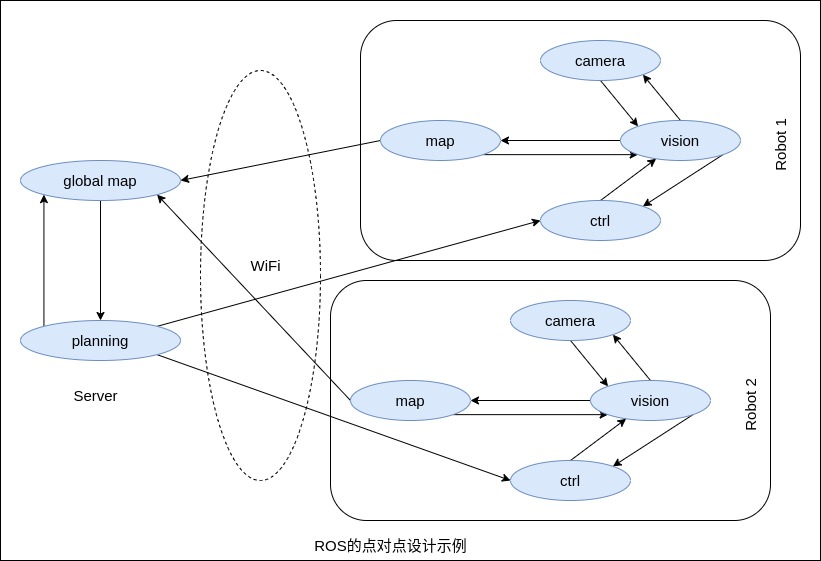 camera
map
vision
ctrl
Robot 1
global map
WiFi
planning
Server
camera
map
vision
ctrl
Robot 2
ROS的点对点设计示例